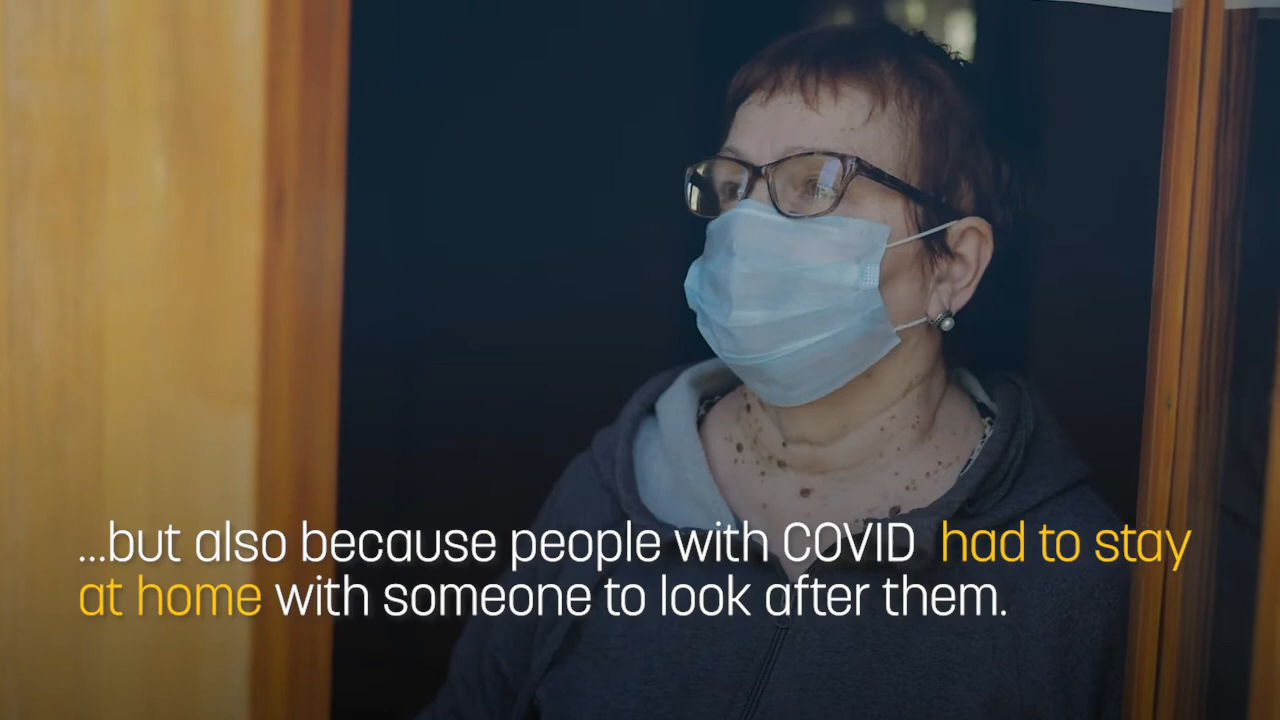 ...but also because people with COVID had to stay
at home with someone to look after them.